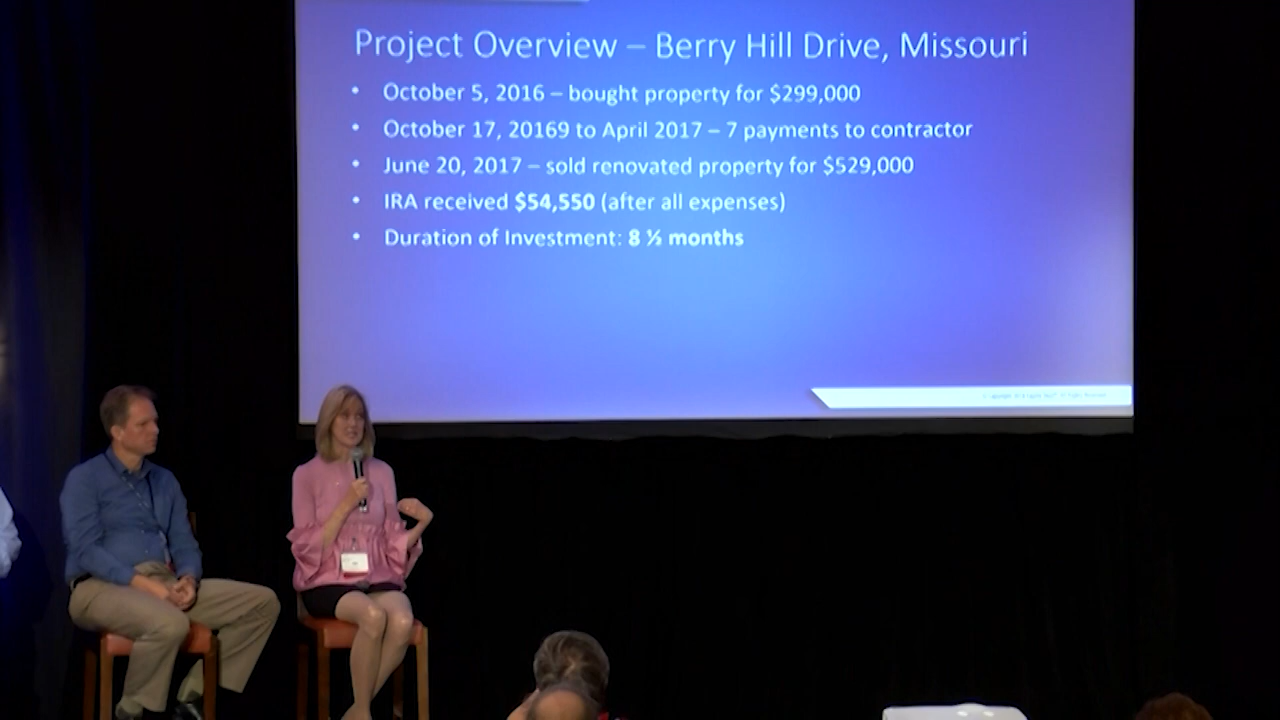 Project Overview – Berry Hill Drive, Missouri
• October 5, 2016 – bought property for $299,000
• October 17, 20169 to April 2017 – 7 payments to contractor
• June 20, 2017 – sold renovated property for $529,000
• IRA received $54,550 (after all expenses)
• Duration of Investment: 8 ½ months